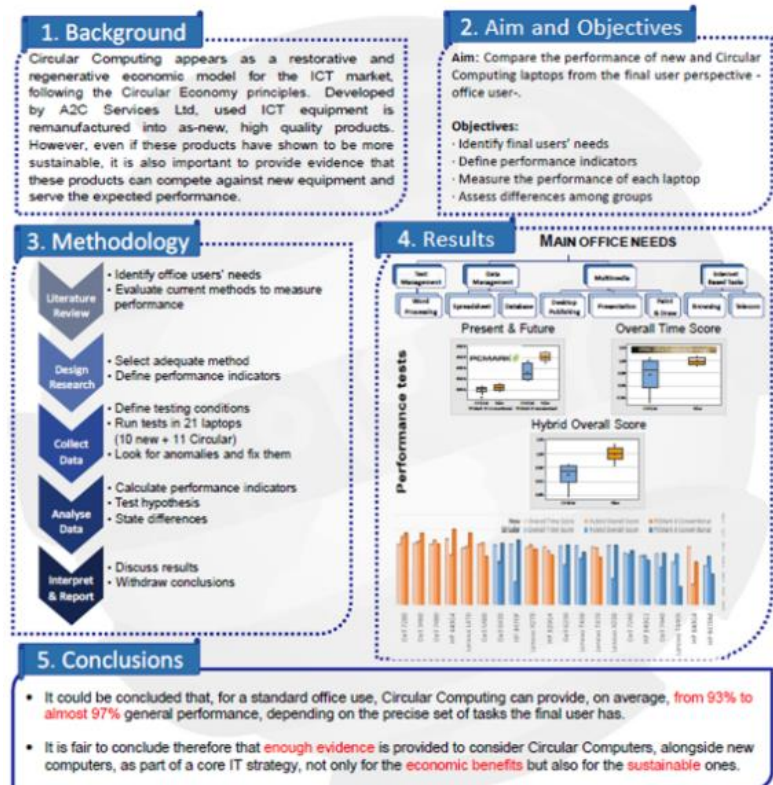 1. Background
Circular Computing appears as a restorative and
regenerative economic model for the ICT market,
following the Circular Economy principles. Developed
by A2C Services Ltd, used ICT equipment is
remanufactured into as-new, high quality products.
However, even if these products have shown to be more
sustainable, it is also important to provide evidence that
these products can compete against new equipment and
serve the expected performance.
2. Aim and Objectives
Aim: Compare the performance of new and Circular
Computing laptops from the final user perspective -
office user-.
Objectives:
· Identify final users' needs
· Define performance indicators
· Measure the performance of each laptop
· Assess differences among groups
3. Methodology
Literature
Review
• Identify office users' needs
• Evaluate current methods to measure
performance
Design
Research
• Select adequate method
• Define performance indicators
Collect
Data
• Define testing conditions
• Run tests in 21 laptops
(10 new + 11 Circular)
• Look for anomalies and fix them
Analyse
Data
• Calculate performance indicators
• Test hypothesis
• State differences
Interpret
& Report
• Discuss results
• Withdraw conclusions
4. Results
MAIN OFFICE NEEDS
Text
Management
Data
Management
Multimedia
Internet
Based Tasks
Word
Processing
Spreadsheet
Database
Desktop
Publishing
Presentation
Paint
& Draw
Browsing
Performance tests
Present & Future
PCMARK
Overall Time Score
Hybrid Overall Score
5. Conclusions
• It could be concluded that, for a standard office use, Circular Computing can provide, on average, from 93% to
almost 97% general performance, depending on the precise set of tasks the final user has.
• It is fair to conclude therefore that enough evidence is provided to consider Circular Computers, alongside new
computers, as part of a core IT strategy, not only for the economic benefits but also for the sustainable ones.